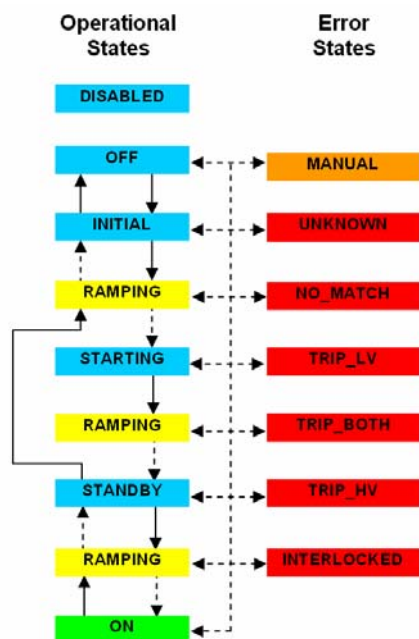 Operational States
Error States
DISABLED
OFF
MANUAL
INITIAL
UNKNOWN
RAMPING
NO_MATCH
STARTING
TRIP_LV
RAMPING
TRIP_BOTH
STANDBY
TRIP_HV
RAMPING
INTERLOCKED
ON